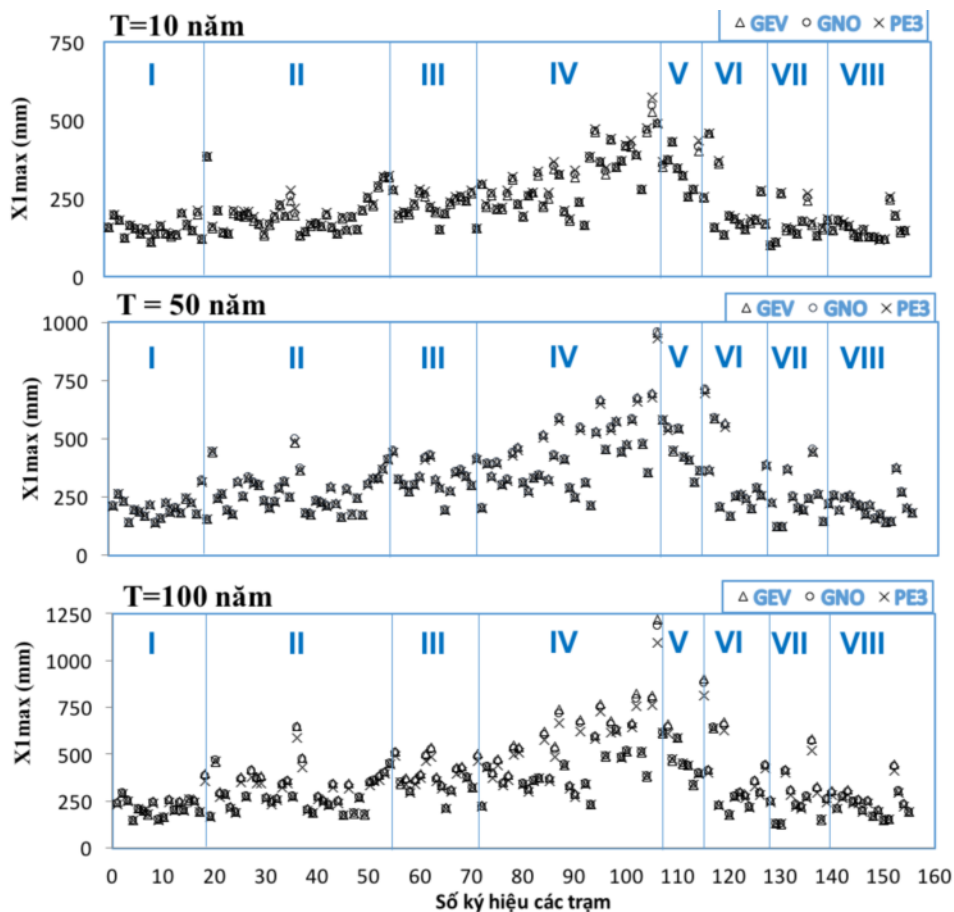 T=10 năm
△ GEV ○ GNO × PE3
750
500
250
0
X1max (mm)
I II III IV V VI VII VIII
T = 50 năm
△ GEV ○ GNO × PE3
1000
750
500
250
0
X1max (mm)
I II III IV V VI VII VIII
T=100 năm
△ GEV ○ GNO × PE3
1250
1000
750
500
250
0
X1max (mm)
I II III IV V VI VII VIII
0 10 20 30 40 50 60 70 80 90 100 110 120 130 140 150 160
Số ký hiệu các trạm